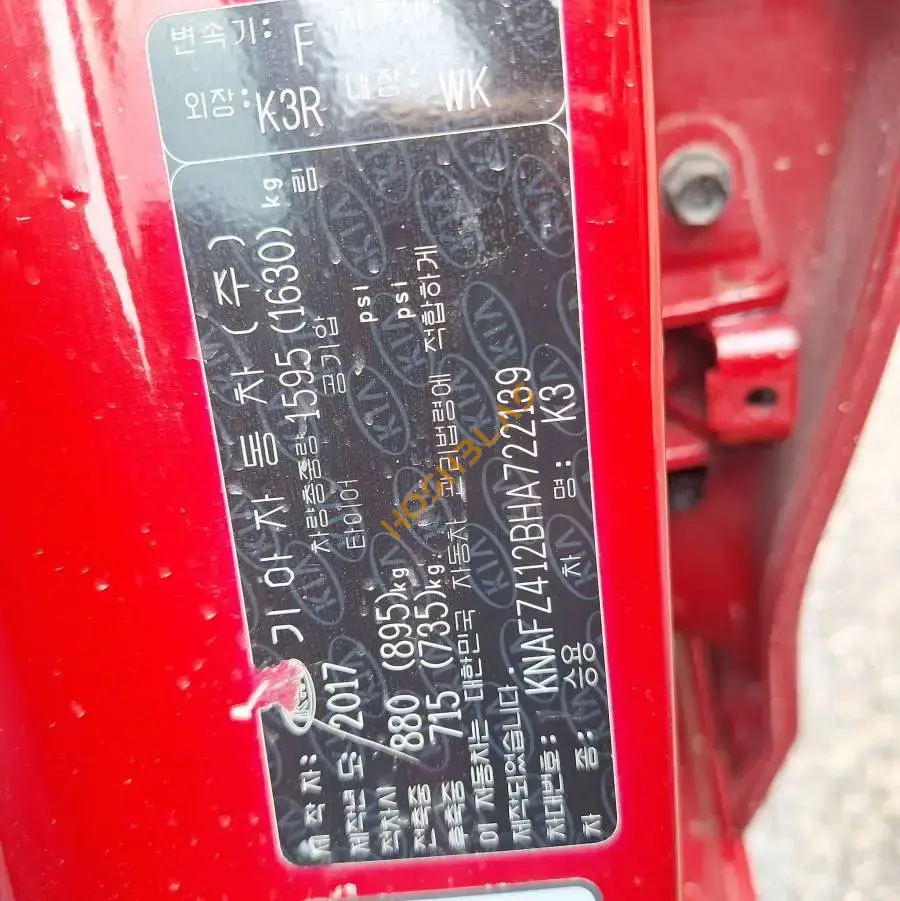 제작자: 기아자동차(주)
제작년도: 2017 차량총중량 1595(1630)kg
적차시 타이어 공기압
전축중 880 (895)kg. psi
후축중 715 (735)kg. psi
이 자동차는 대한민국 자동차 관리법령에 적합하게
제작되었습니다.
차대번호: KNAFZ412BHA722139
차 종: 승용 차 명: K3
변속기: F
외장: K3R 내장: WK
KIA